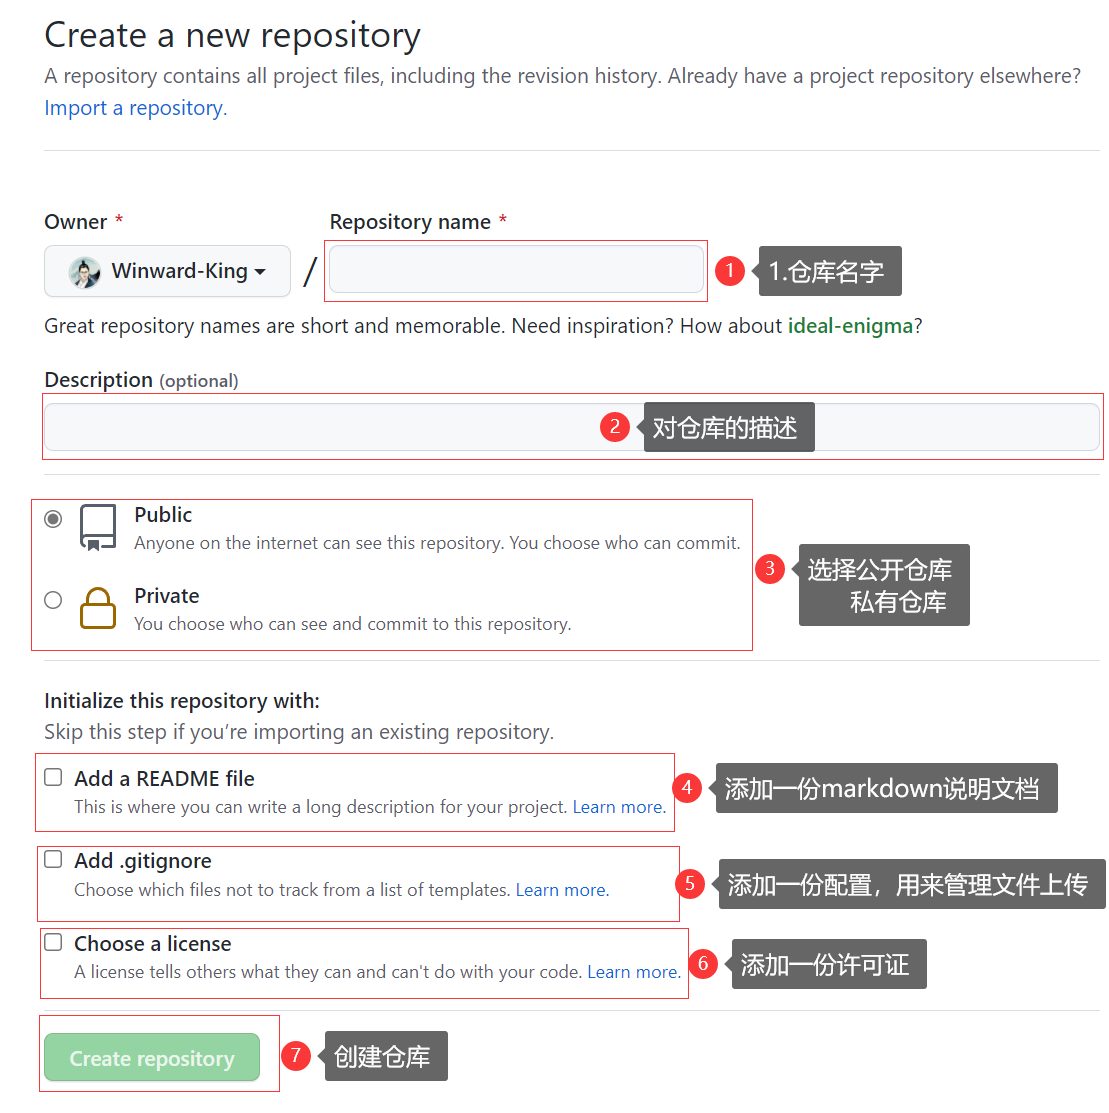 Create a new repository
A repository contains all project files, including the revision history. Already have a project repository elsewhere?
Import a repository.
Owner *
Repository name *
Winward-King
/
1
1.仓库名字
Great repository names are short and memorable. Need inspiration? How about ideal-enigma?
Description (optional)
2
对仓库的描述
Public
Anyone on the internet can see this repository. You choose who can commit.
3
选择公开仓库
私有仓库
Private
You choose who can see and commit to this repository.
Initialize this repository with:
Skip this step if you’re importing an existing repository.
Add a README file
This is where you can write a long description for your project. Learn more.
4
添加一份markdown说明文档
Add .gitignore
Choose which files not to track from a list of templates. Learn more.
5
添加一份配置，用来管理文件上传
Choose a license
A license tells others what they can and can't do with your code. Learn more.
6
添加一份许可证
Create repository
7
创建仓库